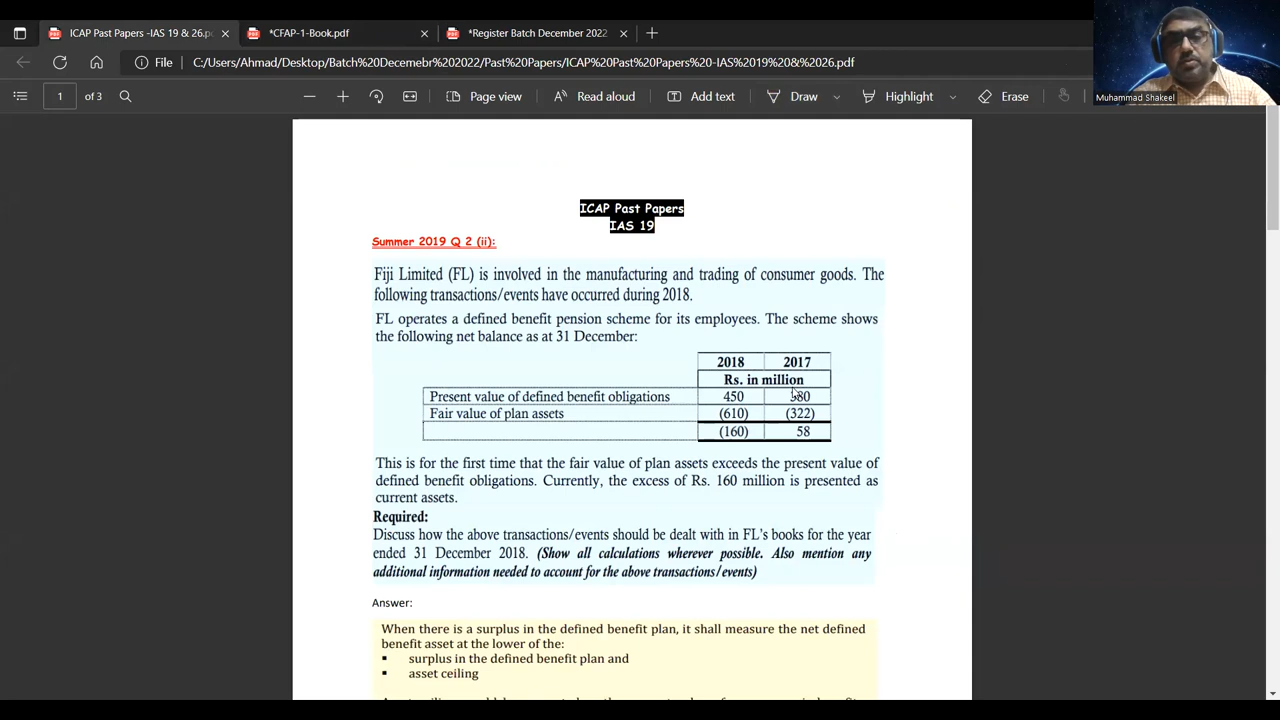 ICAP Past Papers -IAS 19 & 26.p
*CFAP-1-Book.pdf
*Register Batch December 2022
File
C:/Users/Ahmad/Desktop/Batch%20Decemebr%202022/Past%20Papers/ICAP%20Past%20Papers%20-IAS%2019%20&%2026.pdf
1 of 3
Page view
Read aloud
Add text
Draw
Highlight
Erase
Muhammad Shakeel
ICAP Past Papers
IAS 19
Summer 2019 Q 2 (ii):
Fiji Limited (FL) is involved in the manufacturing and trading of consumer goods. The
following transactions/events have occurred during 2018.
FL operates a defined benefit pension scheme for its employees. The scheme shows
the following net balance as at 31 December:
2018 2017
Rs. in million
Present value of defined benefit obligations 450 380
Fair value of plan assets (610) (322)
(160) 58
This is for the first time that the fair value of plan assets exceeds the present value of
defined benefit obligations. Currently, the excess of Rs. 160 million is presented as
current assets.
Required:
Discuss how the above transactions/events should be dealt with in FL's books for the year
ended 31 December 2018. (Show all calculations wherever possible. Also mention any
additional information needed to account for the above transactions/events)
Answer:
When there is a surplus in the defined benefit plan, it shall measure the net defined
benefit asset at the lower of the:
▪ surplus in the defined benefit plan and
▪ asset ceiling